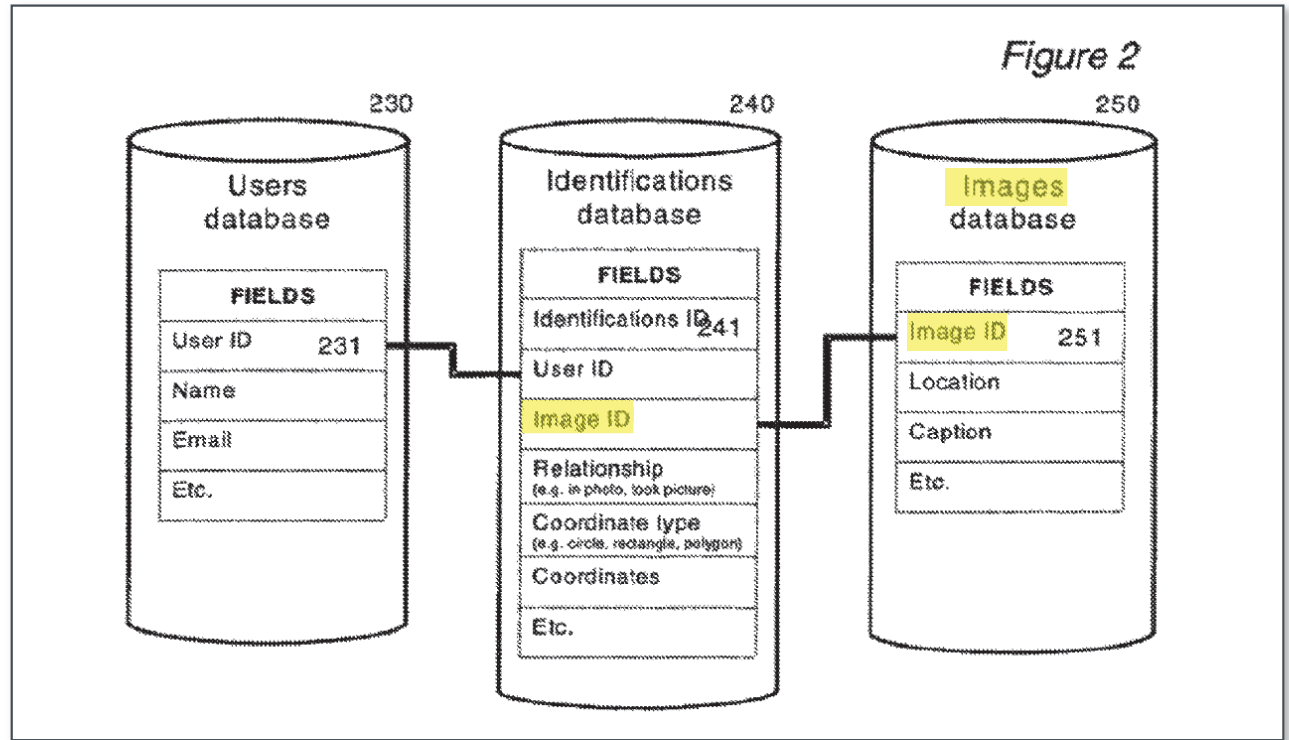 Figure 2
230
Users
database
FIELDS
User ID 231
Name
Email
Etc.
240
Identifications
database
FIELDS
Identifications ID
241
User ID
Image ID
Relationship
(e.g. in photo, took picture)
Coordinate type
(e.g. circle, rectangle, polygon)
Coordinates
Etc.
250
Images
database
FIELDS
Image ID 251
Location
Caption
Etc.